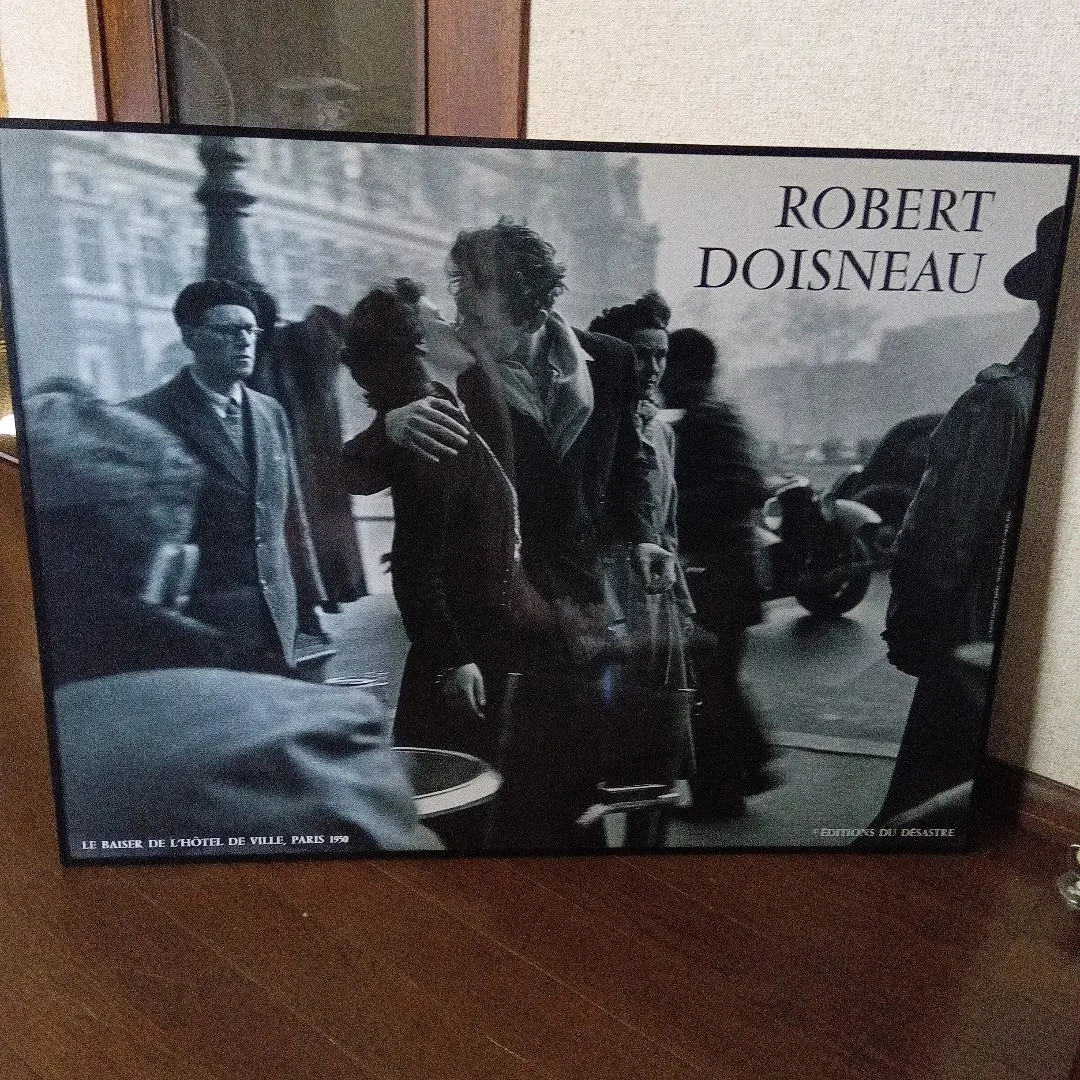 ROBERT
DOISNEAU
LE BAISER DE L'HÔTEL DE VILLE, PARIS 1950
© ÉDITIONS DU DÉSASTRE